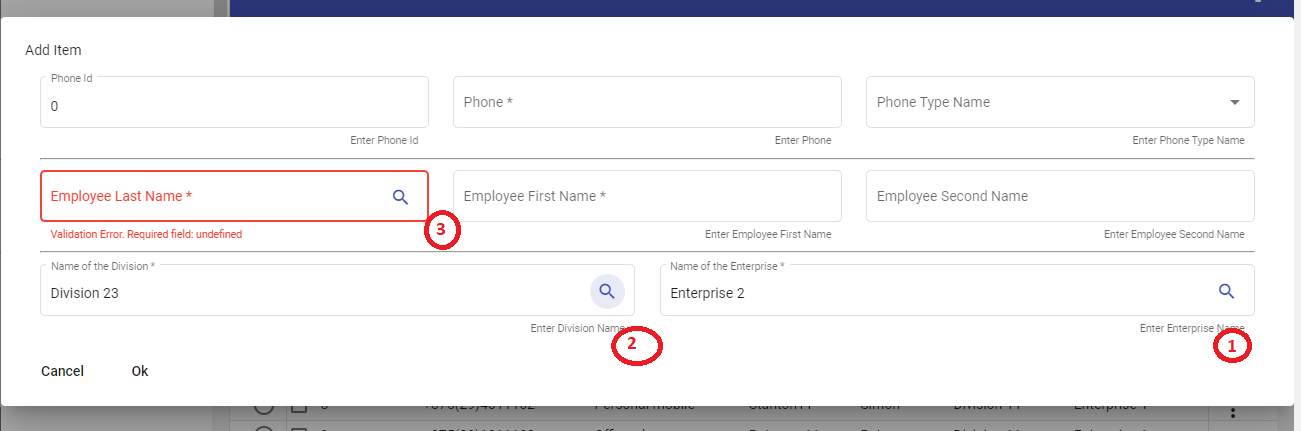 Add Item
Phone Id
0
Phone *
Phone Type Name
Enter Phone Id
Enter Phone
Enter Phone Type Name
Employee Last Name *
Employee First Name *
Employee Second Name
3
Validation Error. Required field: undefined
Enter Employee First Name
Enter Employee Second Name
Name of the Division *
Name of the Enterprise *
Division 23
Enterprise 2
Enter Division Name
Enter Enterprise Name
2
1
Cancel
Ok